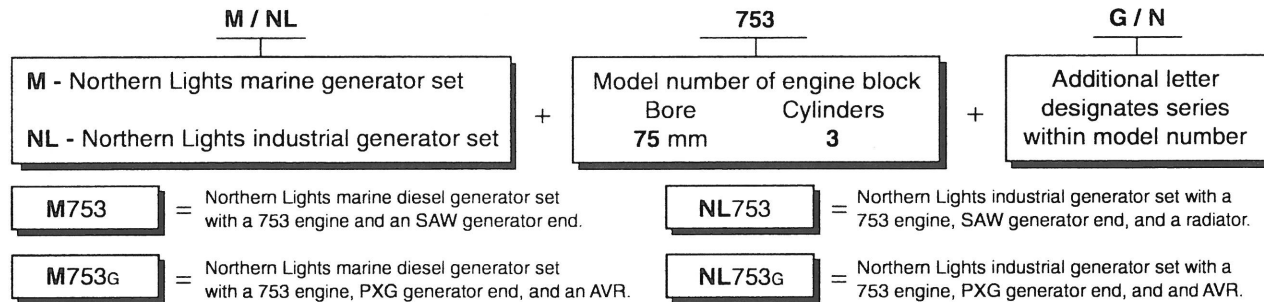 M / NL
753
G / N
M - Northern Lights marine generator set
NL - Northern Lights industrial generator set
+
Model number of engine block
Bore Cylinders
75 mm 3
+
Additional letter
designates series
within model number
M753 = Northern Lights marine diesel generator set
with a 753 engine and an SAW generator end.
NL753 = Northern Lights industrial generator set with a
753 engine, SAW generator end, and a radiator.
M753G = Northern Lights marine diesel generator set
with a 753 engine, PXG generator end, and an AVR.
NL753G = Northern Lights industrial generator set with a
753 engine, PXG generator end, and and AVR.